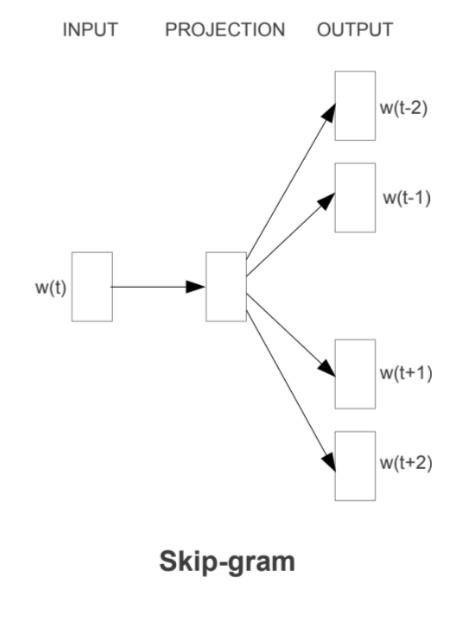 INPUT PROJECTION OUTPUT
w(t-2)
w(t-1)
w(t)
w(t+1)
w(t+2)
Skip-gram